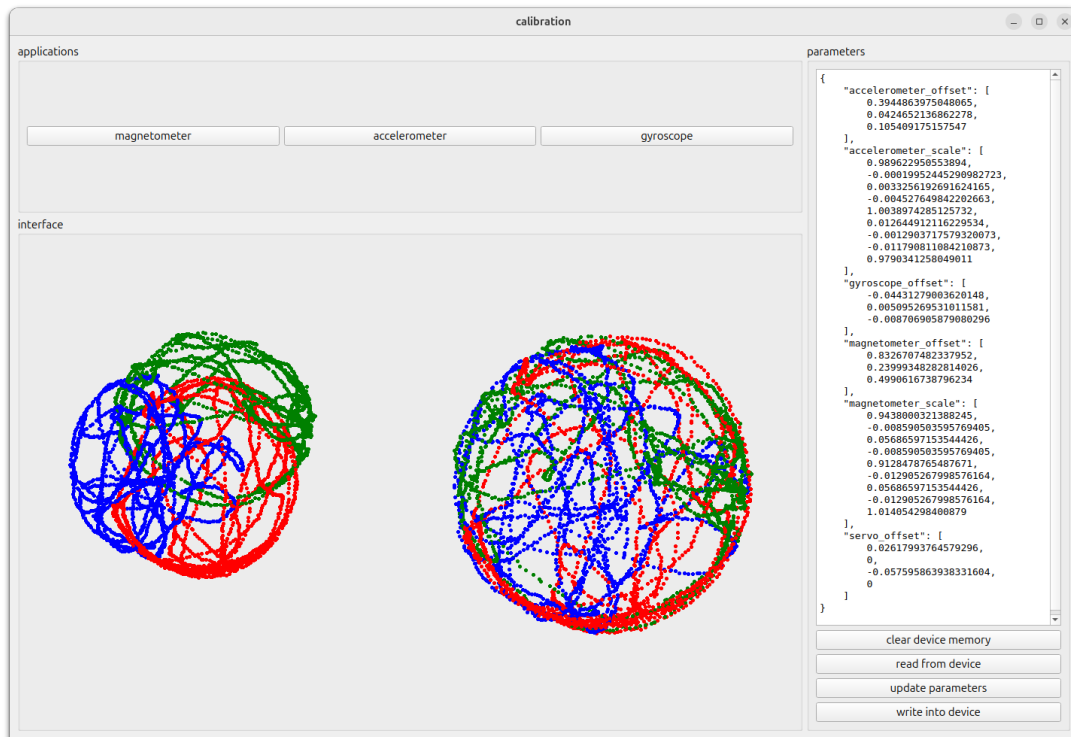 calibration
applications
magnetometer
accelerometer
gyroscope
interface
parameters
{
"accelerometer_offset": [
0.3944863975048065,
0.0424652136862278,
0.105409175157547
],
"accelerometer_scale": [
0.989622950553894,
-0.00019952445290982723,
0.0033256192691624165,
-0.004527649842202663,
1.0038974285125732,
0.012644912116229534,
-0.0012903717579320073,
-0.011790811084210873,
0.9790341258049011
],
"gyroscope_offset": [
-0.04431279003620148,
0.005095269531011581,
-0.008706905879080296
],
"magnetometer_offset": [
0.8326707482337952,
0.23999348282814026,
0.4990616738796234
],
"magnetometer_scale": [
0.9438000321388245,
-0.008590503595769405,
0.05686597153544426,
-0.008590503595769405,
0.9128478765487671,
-0.012905267998576164,
0.05686597153544426,
-0.012905267998576164,
1.014054298400879
],
"servo_offset": [
0.02617993764579296,
0,
-0.057595863938331604,
0
]
}
clear device memory
read from device
update parameters
write into device